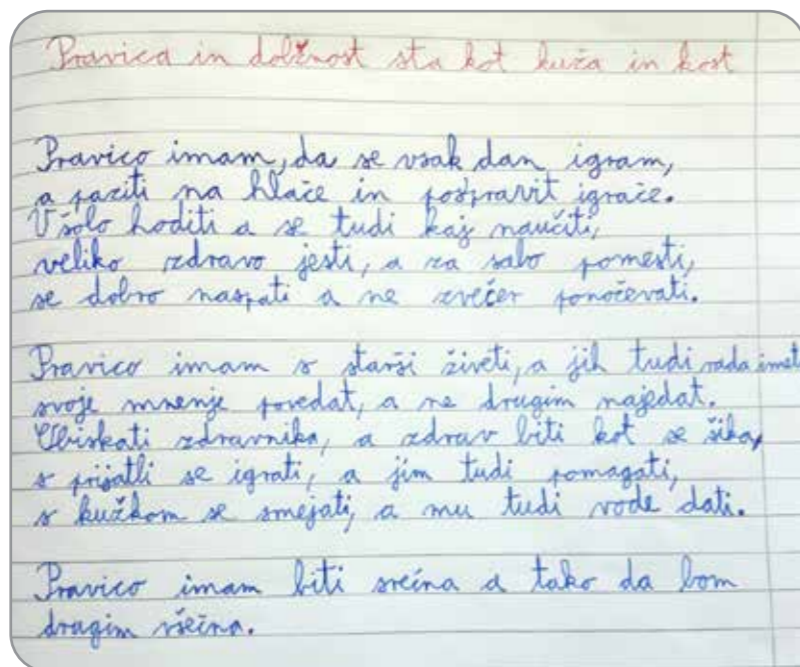 Pravica in dolžnost sta kot kuža in kost
Pravico imam, da se vsak dan igram,
a paziti na hlače in pospravit igrače.
V šolo hoditi a se tudi kaj naučiti,
veliko zdravo jesti, a za sabo pomesti,
se dobro naspati a ne zvečer ponočevati.
Pravico imam s starši živeti, a jih tudi rada imeti
svoje mnenje povedat, a ne drugim najedat.
Obiskati zdravnika, a zdrav biti kot se šika,
s prijatli se igrati, a jim tudi pomagati,
s kužkom se smejati, a mu tudi vode dati.
Pravico imam biti srečna a tako da bom
drugim všečna.